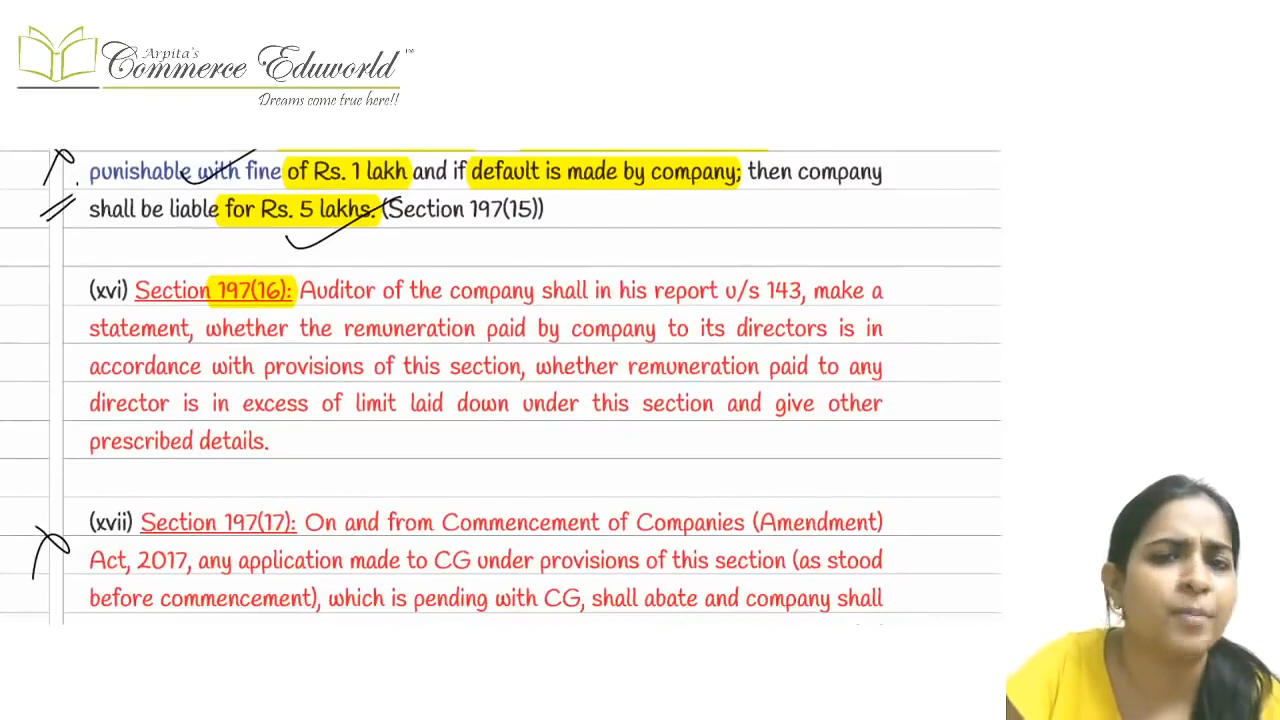 Arpita's
Commerce Eduworld™
Dreams come true here!!
punishable with fine of Rs. 1 lakh and if default is made by company; then company
shall be liable for Rs. 5 lakhs. (Section 197(15))
(xvi) Section 197(16): Auditor of the company shall in his report u/s 143, make a
statement, whether the remuneration paid by company to its directors is in
accordance with provisions of this section, whether remuneration paid to any
director is in excess of limit laid down under this section and give other
prescribed details.
(xvii) Section 197(17): On and from Commencement of Companies (Amendment)
Act, 2017, any application made to CG under provisions of this section (as stood
before commencement), which is pending with CG, shall abate and company shall